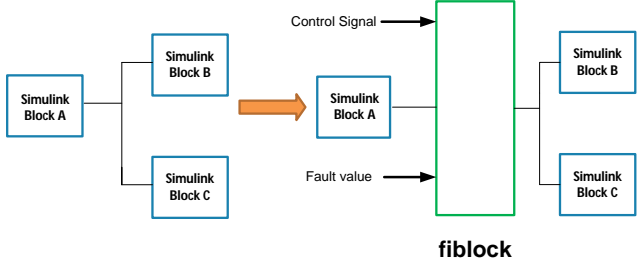 Simulink
Block A
Simulink
Block B
Simulink
Block C
Control Signal
Simulink
Block A
Fault value
fiblock
Simulink
Block B
Simulink
Block C